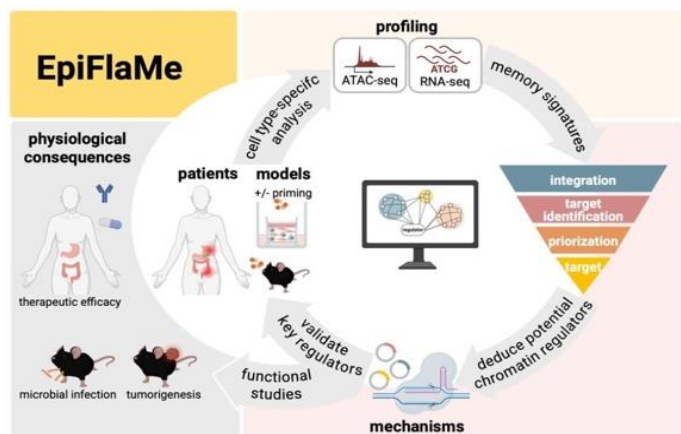 EpiFlaMe
profiling
ATAC-seq
ATCG
RNA-seq
cell type-specifc
analysis
memory signatures
physiological
consequences
therapeutic efficacy
microbial infection
tumorigenesis
patients
models
+/- priming
regulator
integration
target
identification
priorization
target
deduce potential
chromatin regulators
mechanisms
validate
key regulators
functional
studies